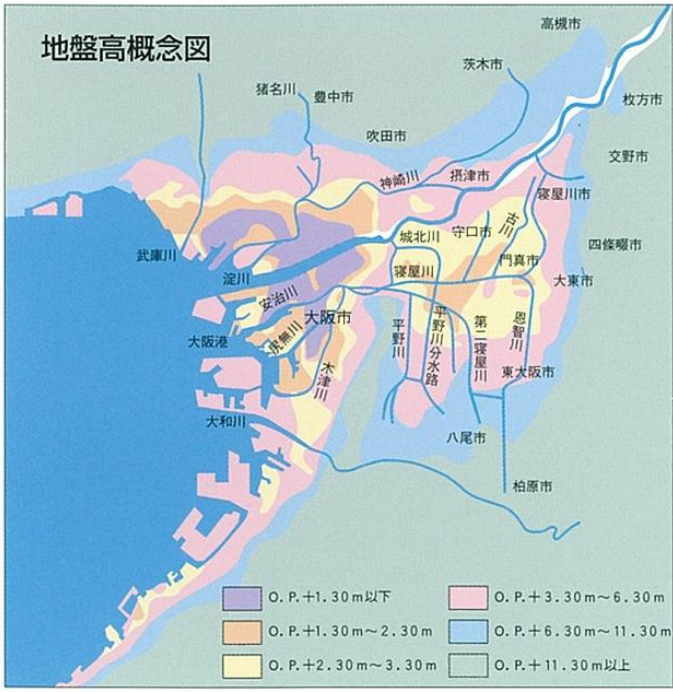 地盤高概念図
高槻市
茨木市
猪名川
豊中市
枚方市
吹田市
交野市
神崎川
摂津市
寝屋川市
古川
城北川
守口市
四條畷市
武庫川
門真市
淀川
寝屋川
大東市
安治川
大阪市
大阪港
虎無川
平野川
平野川分水路
第二寝屋川
恩智川
木津川
東大阪市
大和川
八尾市
柏原市
O.P.+1.30m以下
O.P.+3.30m～6.30m
O.P.+1.30m～2.30m
O.P.+6.30m～11.30m
O.P.+2.30m～3.30m
O.P.+11.30m以上